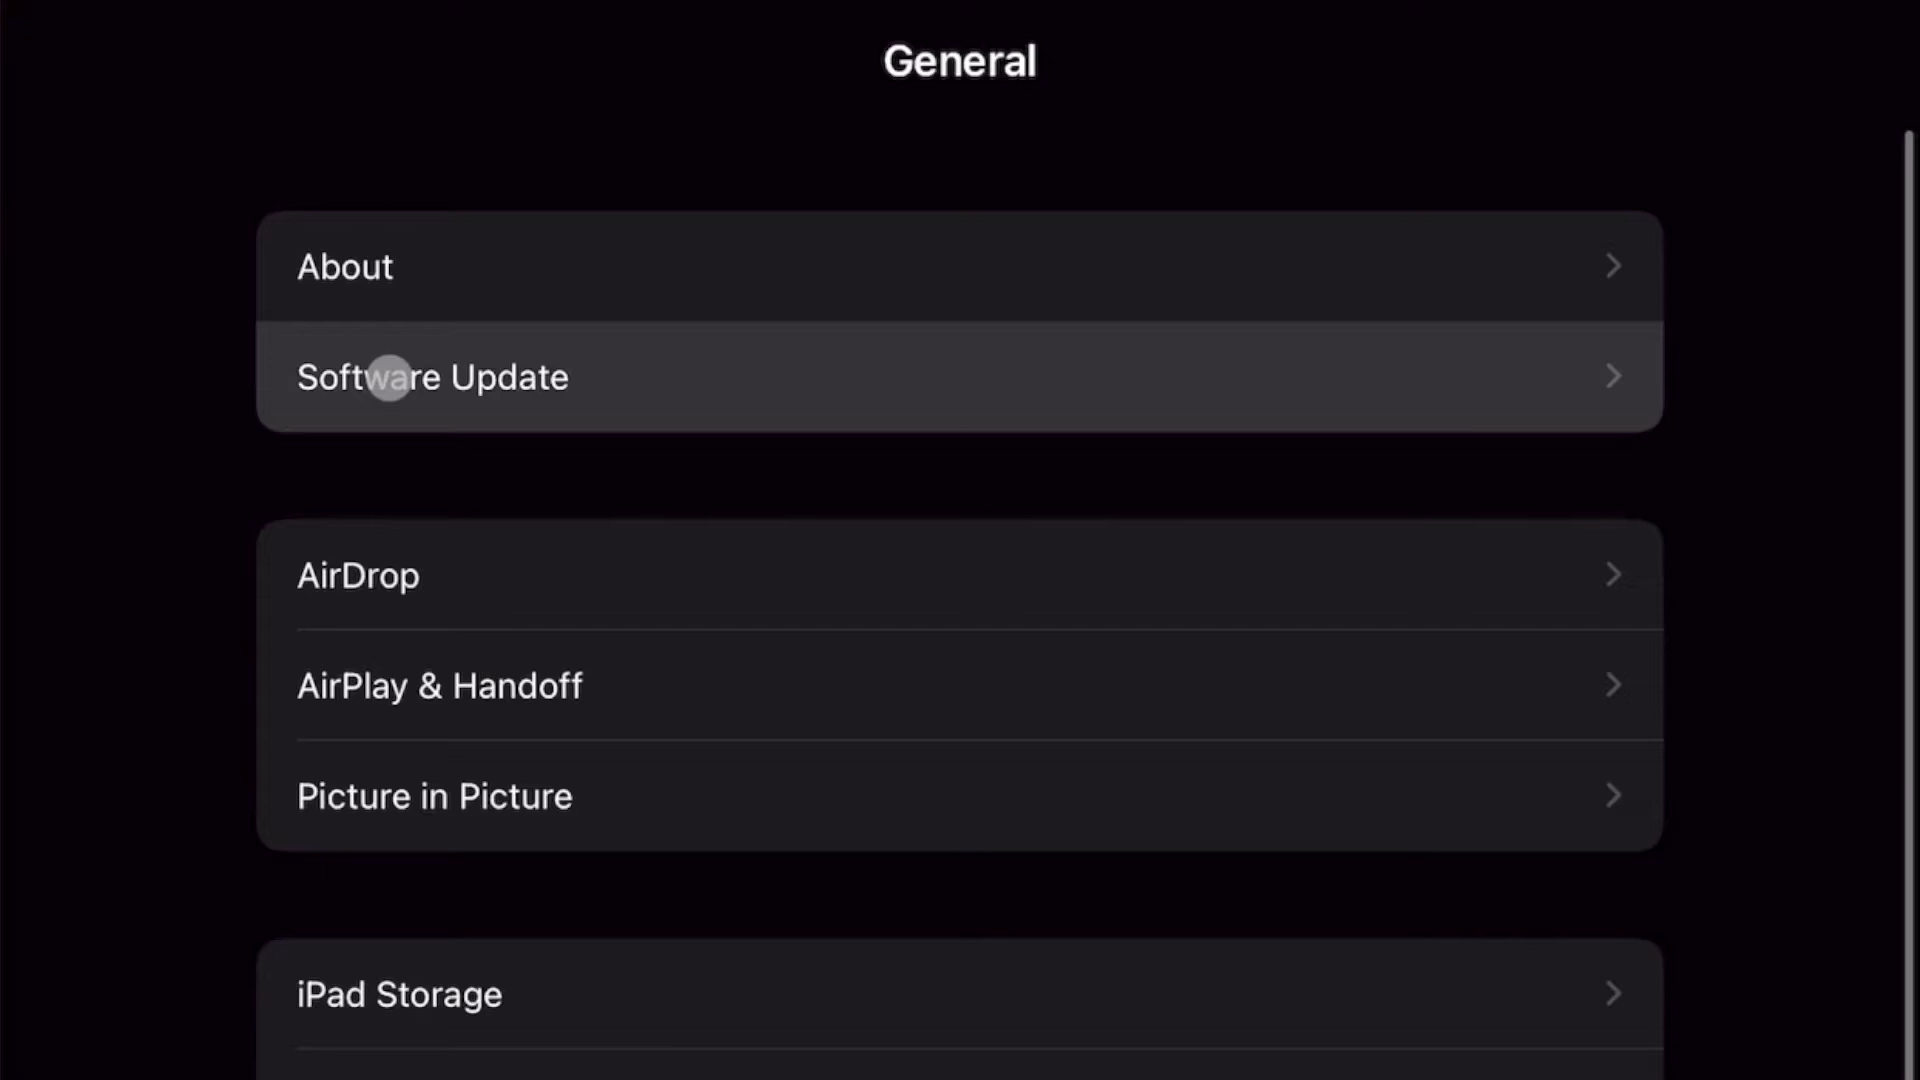 General
About
Software Update
AirDrop
AirPlay & Handoff
Picture in Picture
iPad Storage